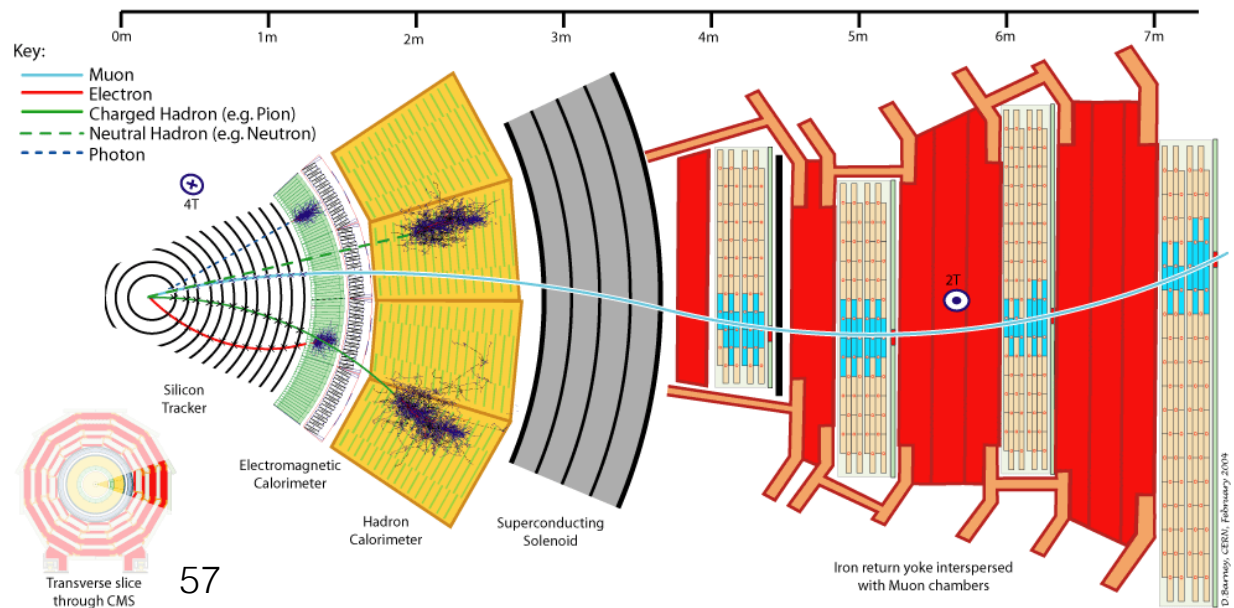 0m 1m 2m 3m 4m 5m 6m 7m
Key:
Muon
Electron
Charged Hadron (e.g. Pion)
Neutral Hadron (e.g. Neutron)
Photon
4T
2T
Silicon
Tracker
Electromagnetic
Calorimeter
Hadron
Calorimeter
Superconducting
Solenoid
Iron return yoke interspersed
with Muon chambers
Transverse slice
through CMS
57
D.Barney, CERN, February 2004